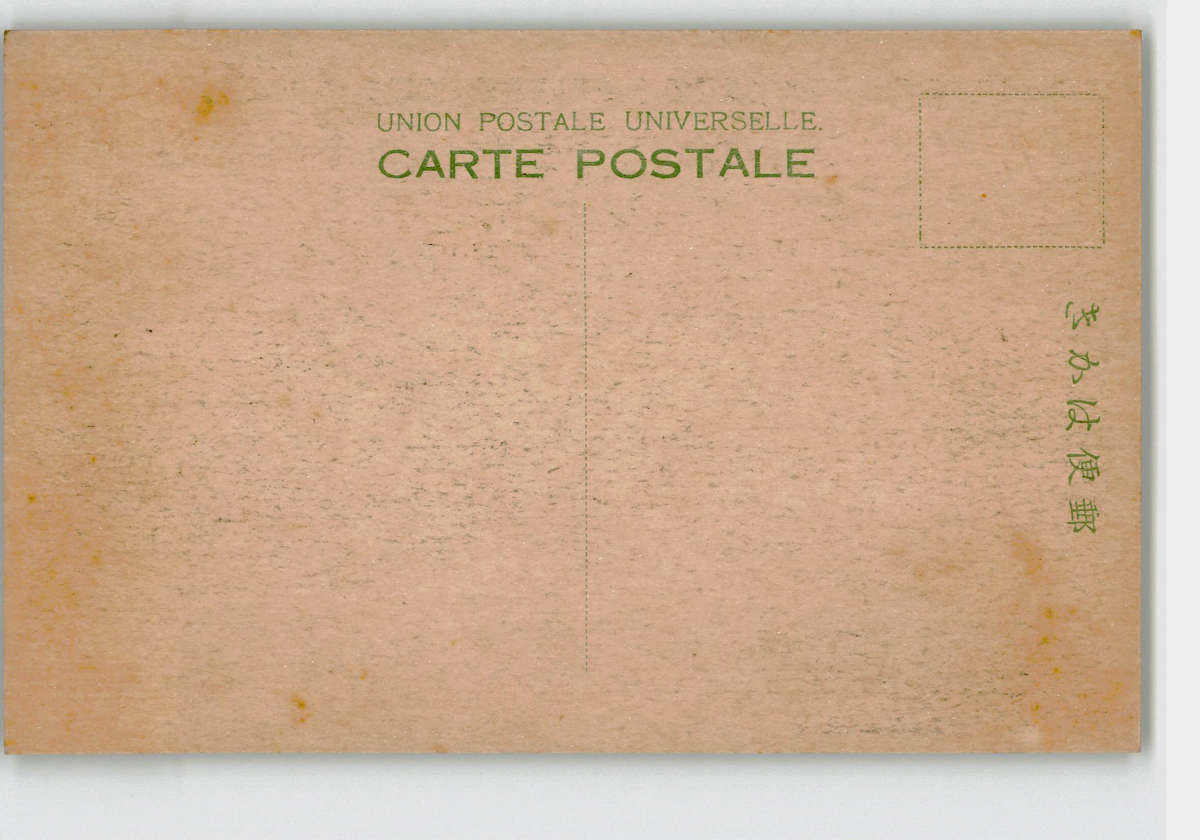 UNION POSTALE UNIVERSELLE.
CARTE POSTALE
郵便はかき